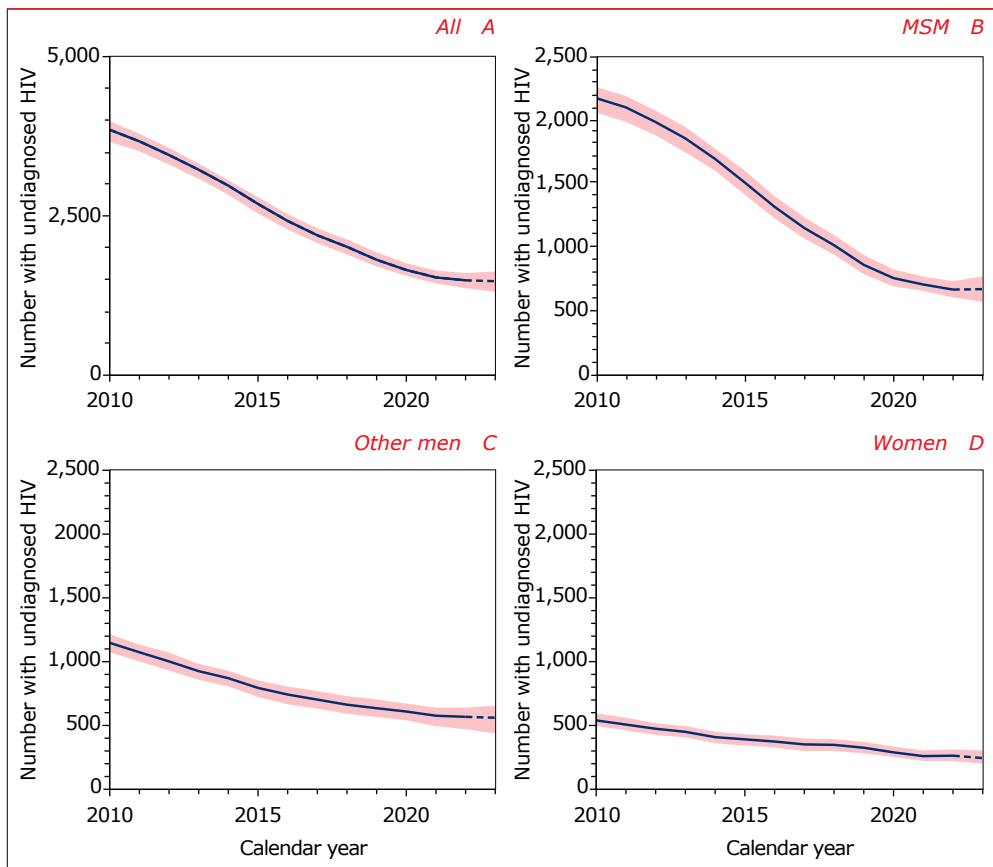 All A
Number with undiagnosed HIV
5,000
2,500
0
2010 2015 2020
MSM B
Number with undiagnosed HIV
2,500
2,000
1,500
1,000
500
0
2010 2015 2020
Other men C
Number with undiagnosed HIV
2,500
2000
1,500
1,000
500
0
2010 2015 2020
Calendar year
Women D
Number with undiagnosed HIV
2,500
2000
1,500
1,000
500
0
2010 2015 2020
Calendar year